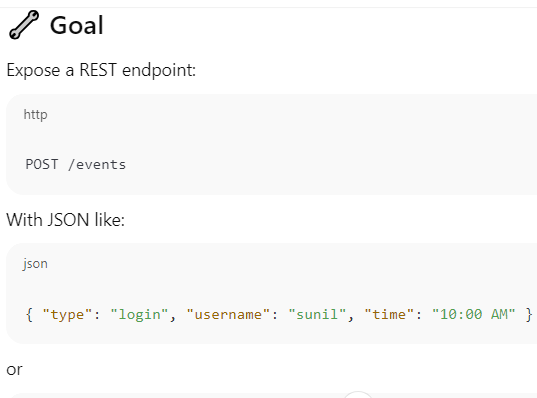 Goal
Expose a REST endpoint:
http
POST /events
With JSON like:
json
{ "type": "login", "username": "sunil", "time": "10:00 AM" }
or